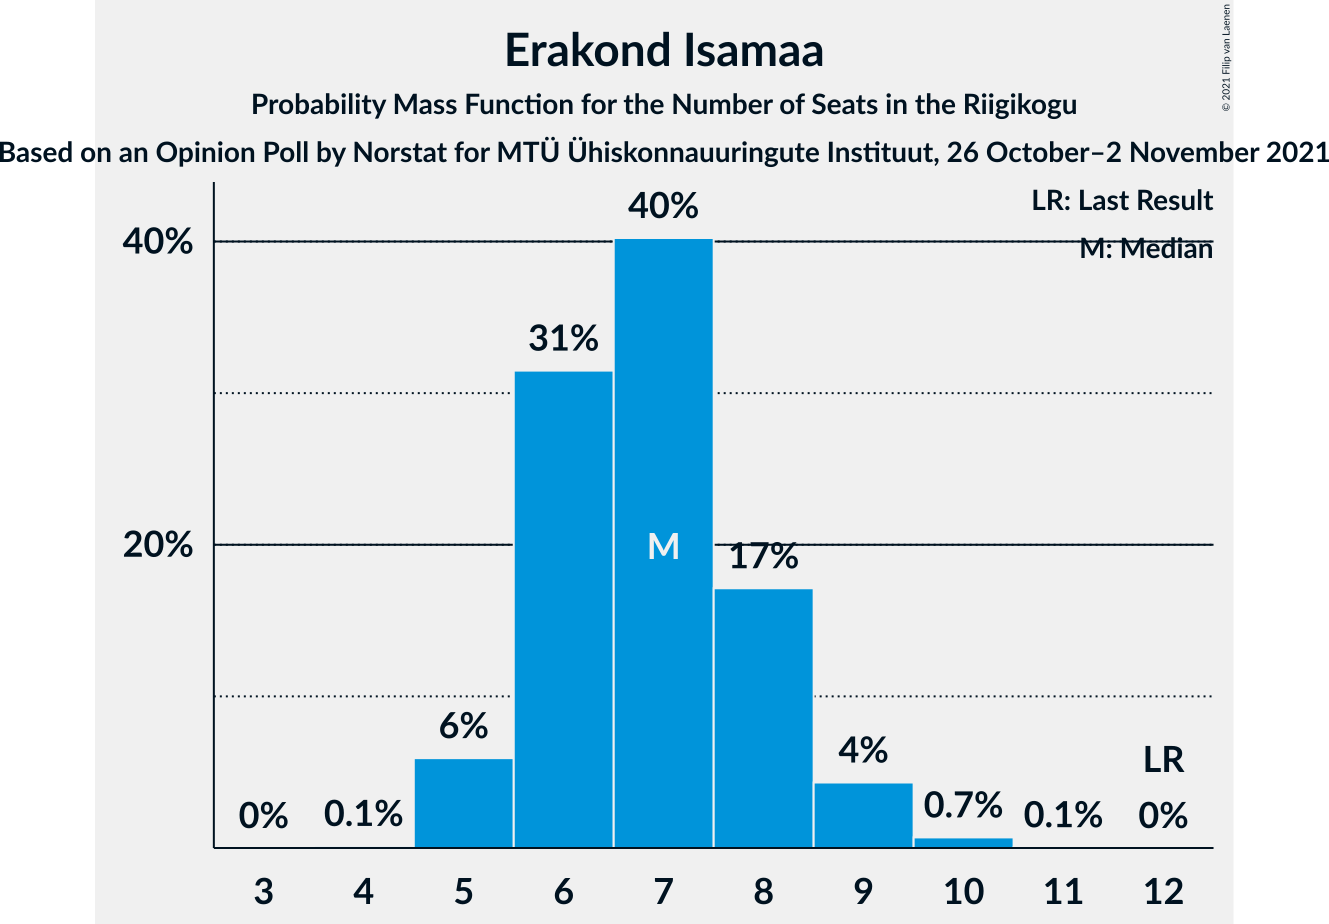 Erakond Isamaa
Probability Mass Function for the Number of Seats in the Riigikogu
Based on an Opinion Poll by Norstat for MTÜ Ühiskonnauuringute Instituut, 26 October–2 November 2021
© 2021 Filip van Laenen
LR: Last Result
M: Median
40%
20%
0%
0.1%
6%
31%
40%
M
17%
4%
0.7%
0.1%
LR
0%
3 4 5 6 7 8 9 10 11 12